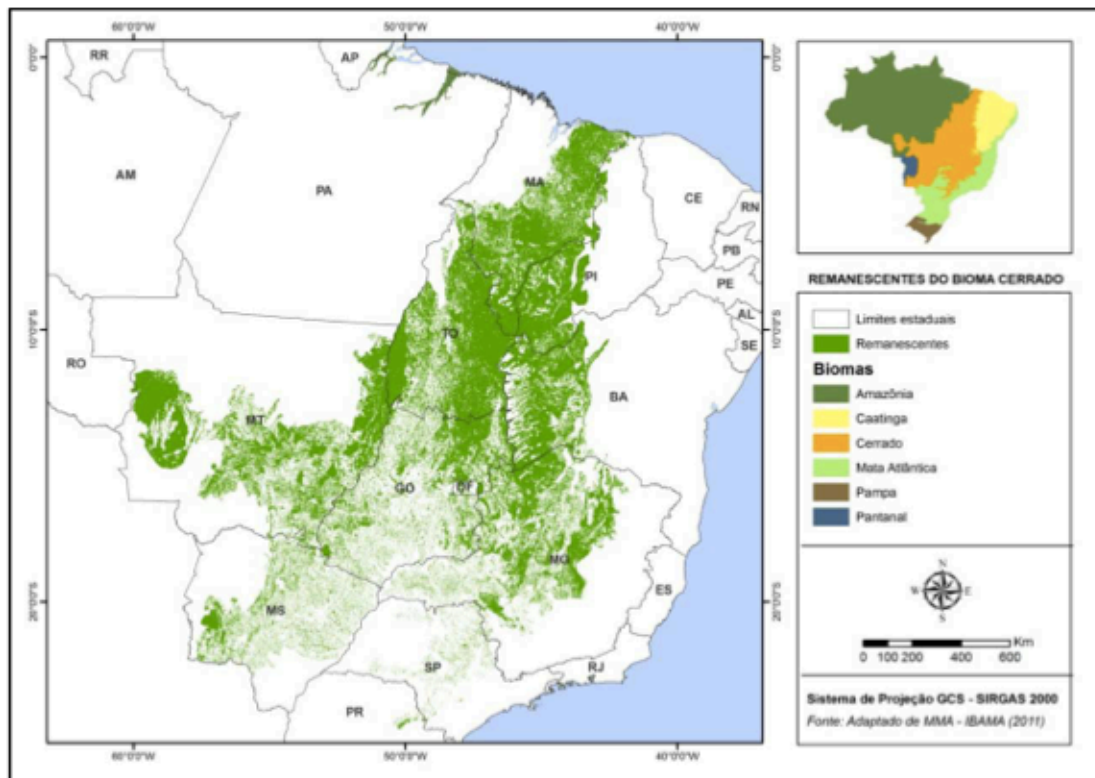 60°0'0"W 50°0'0"W 40°0'0"W
0°0'0" 0°0'0"
RR
AP
AM
PA
MA
CE
RN
PB
PI
PE
AL
SE
10°0'0"S 10°0'0"S
TO
RO
BA
MT
GO
DF
MG
ES
20°0'0"S 20°0'0"S
MS
SP
RJ
PR
60°0'0"W 50°0'0"W 40°0'0"W
REMANESCENTES DO BIOMA CERRADO
Limites estaduais
Remanescentes
Biomas
Amazônia
Caatinga
Cerrado
Mata Atlântica
Pampa
Pantanal
N
W E
S
Km
0 100 200 400 600
Sistema de Projeção GCS - SIRGAS 2000
Fonte: Adaptado de MMA - IBAMA (2011)